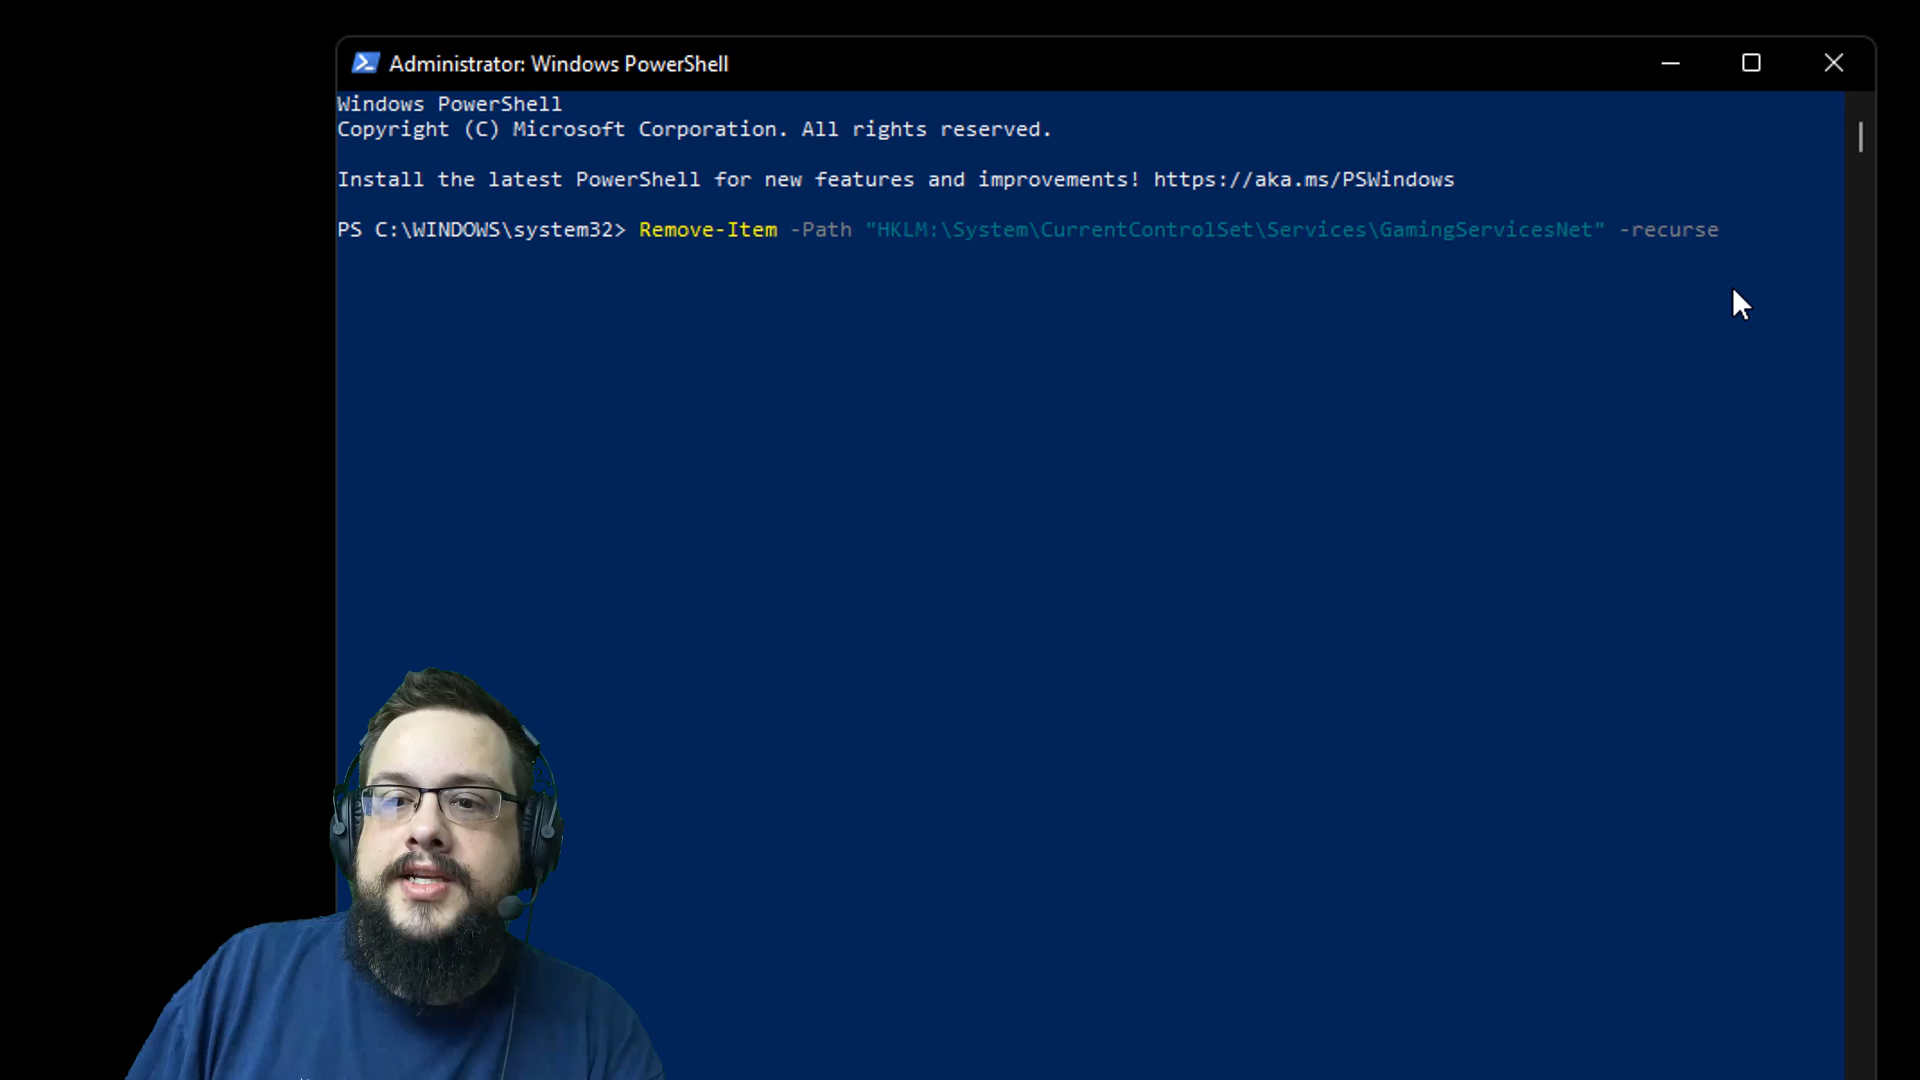 Administrator: Windows PowerShell
Windows PowerShell
Copyright (C) Microsoft Corporation. All rights reserved.
Install the latest PowerShell for new features and improvements! https://aka.ms/PSWindows
PS C:\WINDOWS\system32> Remove-Item -Path "HKLM:\System\CurrentControlSet\Services\GamingServicesNet" -recurse